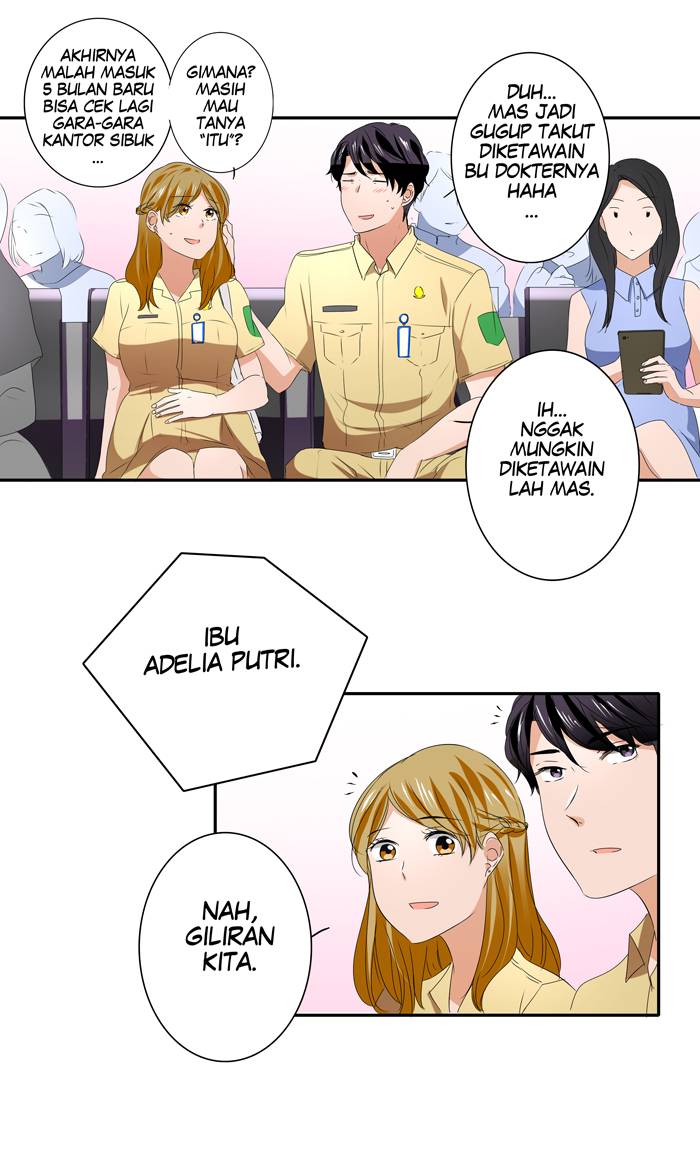 AKHIRNYA
MALAH MASUK
5 BULAN BARU
BISA CEK LAGI
GARA-GARA
KANTOR SIBUK
...
GIMANA?
MASIH
MAU
TANYA
"ITU"?
DUH...
MAS JADI
GUGUP TAKUT
DIKETAWAIN
BU DOKTERNYA
HAHA
...
IH...
NGGAK
MUNGKIN
DIKETAWAIN
LAH MAS.
IBU
ADELIA PUTRI.
NAH,
GILIRAN
KITA.